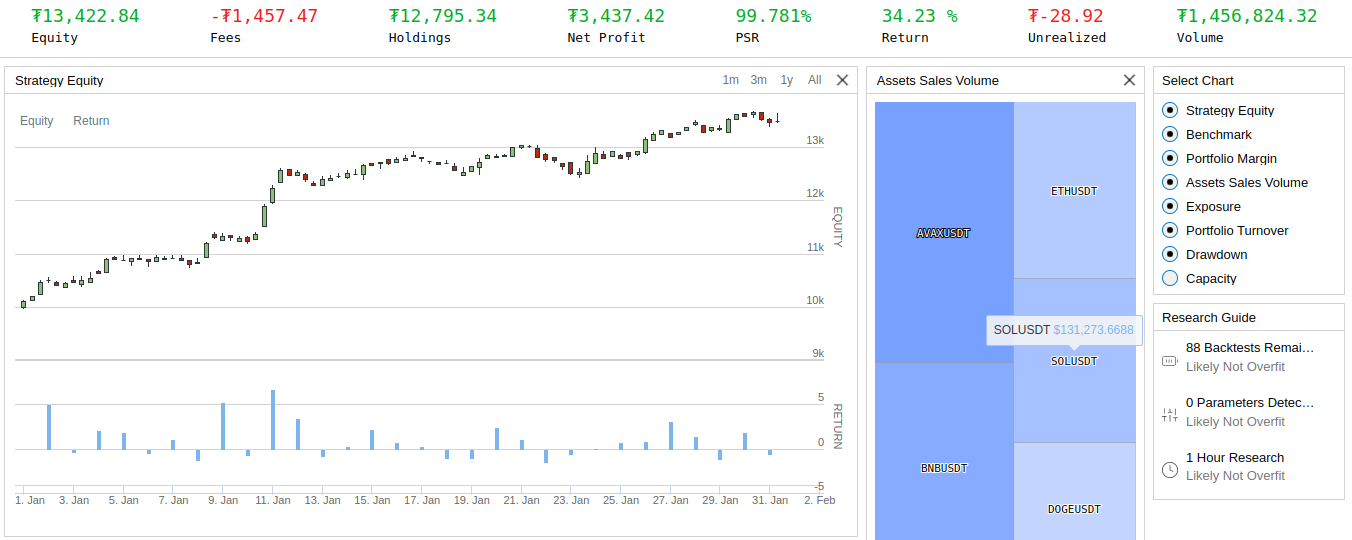 ₮13,422.84 -₮1,457.47 ₮12,795.34 ₮3,437.42 99.781% 34.23 % ₮-28.92 ₮1,456,824.32
Equity Fees Holdings Net Profit PSR Return Unrealized Volume
Strategy Equity 1m 3m 1y All
Equity Return
13k
12k
11k
10k
9k
EQUITY
5
0
-5
RETURN
1. Jan 3. Jan 5. Jan 7. Jan 9. Jan 11. Jan 13. Jan 15. Jan 17. Jan 19. Jan 21. Jan 23. Jan 25. Jan 27. Jan 29. Jan 31. Jan 2. Feb
Assets Sales Volume
AVAXUSDT
ETHUSDT
SOLUSDT $131,273.6688
SOLUSDT
BNBUSDT
DOGEUSDT
Select Chart
Strategy Equity
Benchmark
Portfolio Margin
Assets Sales Volume
Exposure
Portfolio Turnover
Drawdown
Capacity
Research Guide
88 Backtests Remai...
Likely Not Overfit
0 Parameters Detec...
Likely Not Overfit
1 Hour Research
Likely Not Overfit